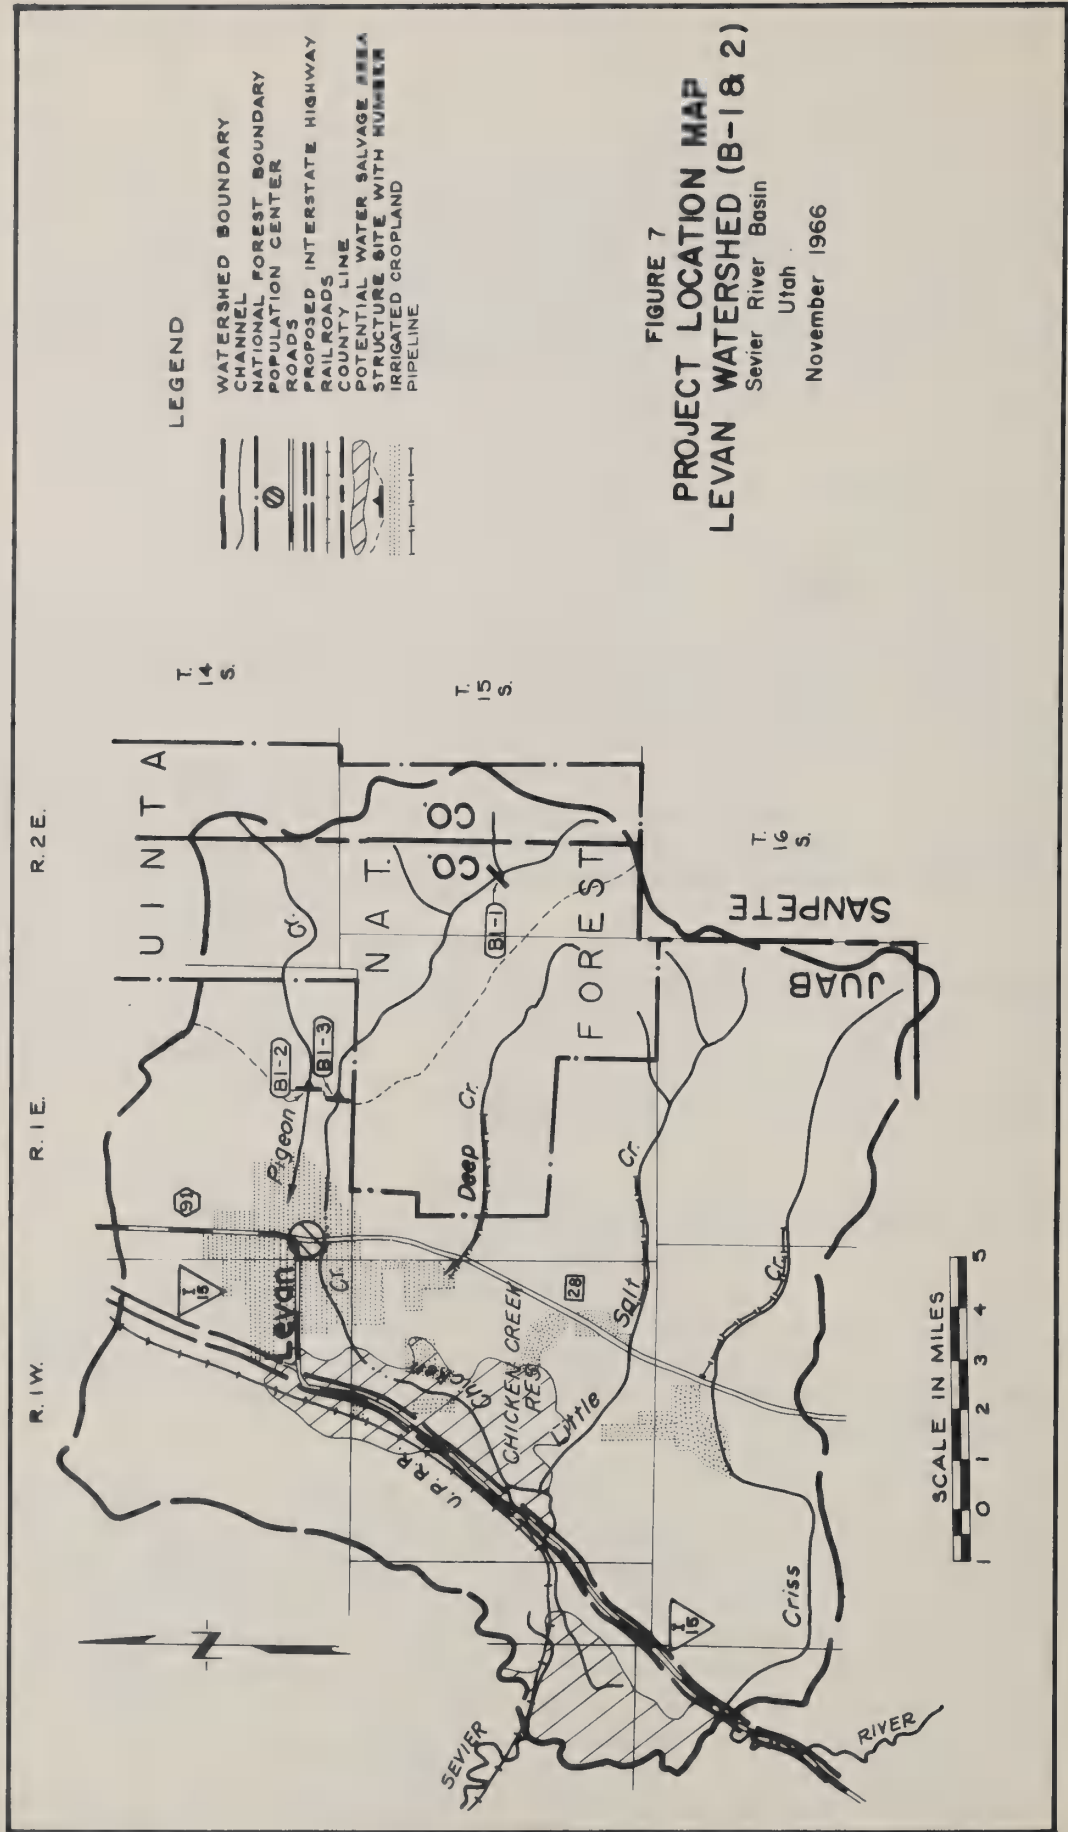 R. 1 W.
R. 1 E.
R. 2 E.
T.
14
S.
T.
15
S.
T.
16
S.
UINTA
NAT.
FOREST
CO.
CO.
SANPETE
JUAB
Cr.
B1-1
B1-2
B1-3
Pigeon
91
I
15
Levan
Cr.
Chicken
CHICKEN CREEK
RES.
Deep Cr.
28
Little Salt Cr.
Criss Cr.
U.P.R.R.
I
15
N
SEVIER
RIVER
SCALE IN MILES
1 0 1 2 3 4 5
LEGEND
WATERSHED BOUNDARY
CHANNEL
NATIONAL FOREST BOUNDARY
POPULATION CENTER
ROADS
PROPOSED INTERSTATE HIGHWAY
RAILROADS
COUNTY LINE
POTENTIAL WATER SALVAGE AREA
STRUCTURE SITE WITH NUMBER
IRRIGATED CROPLAND
PIPELINE
FIGURE 7
PROJECT LOCATION MAP
LEVAN WATERSHED (B-1 & 2)
Sevier River Basin
Utah
November 1966